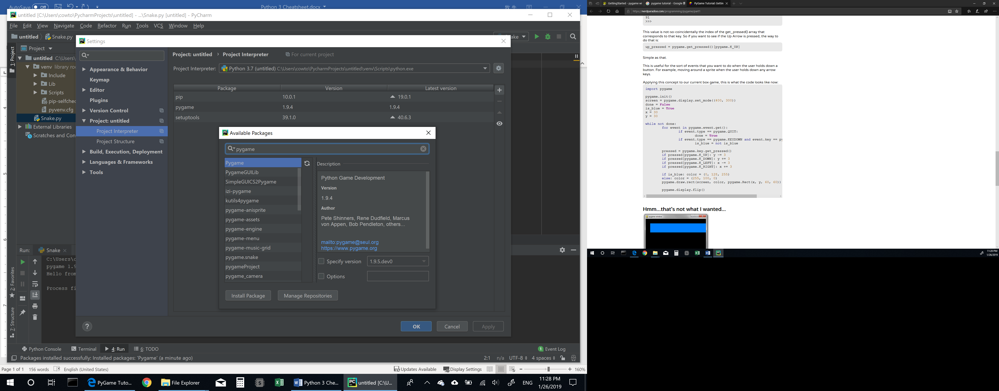 AutoSave Off
Python 3 Cheatsheet.docx
牧 牛
untitled [C:\Users\cowto\PycharmProjects\untitled] - ...\Snake.py [untitled] - PyCharm
File Edit View Navigate Code Refactor Run Tools VCS Window Help
untitled Snake.py
ake
1: Project
Project
untitled C:\Users\
venv library
Include
Lib
Scripts
pyvenv.cfg
Snake.py
External Libraries
Scratches and
Settings
Appearance & Behavior
Keymap
Editor
Plugins
Version Control
Project: untitled
Project Interpreter
Project Structure
Build, Execution, Deployment
Languages & Frameworks
Tools
Project: untitled › Project Interpreter For current project
Project Interpreter: Python 3.7 (untitled) C:\Users\cowto\PycharmProjects\untitled\venv\Scripts\python.exe
Package Version Latest version
pip 10.0.1 19.0.1
pygame 1.9.4 1.9.4
setuptools 39.1.0 40.6.3
Available Packages
pygame
Pygame
PygameGUILib
SimpleGUICS2Pygame
izi-pygame
kutils4pygame
pygame-anisprite
pygame-assets
pygame-engine
pygame-menu
pygame-music-grid
pygame.snake
pygameProject
pygame_camera
Description
Python Game Development
Version
1.9.4
Author
Pete Shinners, Rene Dudfield, Marcus
von Appen, Bob Pendleton, others...
mailto:pygame@seul.org
https://www.pygame.org
Specify version 1.9.5.dev0
Options
Install Package Manage Repositories
? OK Cancel Apply
Run: Snake
C:\Users\c
pygame 1.9
Hello from
Process fi
2: Favorites
7: Structure
Python Console Terminal 4: Run 6: TODO
1 Event Log
Packages installed successfully: Installed packages: 'Pygame' (a minute ago)
2:1 n/a UTF-8 4 spaces
4
5
6
7
Page 1 of 1 156 words English (United States)
Updates Available Display Settings 160%
PyGame Tuto... File Explorer Python 3 Che... untitled [C:\U...
ENG 11:28 PM
1/26/2019
GettingStarted - pygame wi pygame tutorial - Google PyGame Tutorial: Gettin
https://nerdparadise.com/programming/pygame/part1
91
>>>
This value is not-so-coincidentally the index of the get_pressed() array that
corresponds to that key. So if you want to see if the Up Arrow is pressed, the way to
do that is:
up_pressed = pygame.get_pressed()[pygame.K_UP]
Simple as that.
This is useful for the sort of events that you want to do when the user holds down a
button. For example, moving around a sprite when the user holds down any arrow
keys.
Applying this concept to our current box game, this is what the code looks like now:
import pygame
pygame.init()
screen = pygame.display.set_mode((400, 300))
done = False
is_blue = True
x = 30
y = 30
while not done:
for event in pygame.event.get():
if event.type == pygame.QUIT:
done = True
if event.type == pygame.KEYDOWN and event.key == py
is_blue = not is_blue
pressed = pygame.key.get_pressed()
if pressed[pygame.K_UP]: y -= 3
if pressed[pygame.K_DOWN]: y += 3
if pressed[pygame.K_LEFT]: x -= 3
if pressed[pygame.K_RIGHT]: x += 3
if is_blue: color = (0, 128, 255)
else: color = (255, 100, 0)
pygame.draw.rect(screen, color, pygame.Rect(x, y, 60, 60))
pygame.display.flip()
Hmm...that's not what I wanted...
pygame window
11:28 PM
1/26/2019